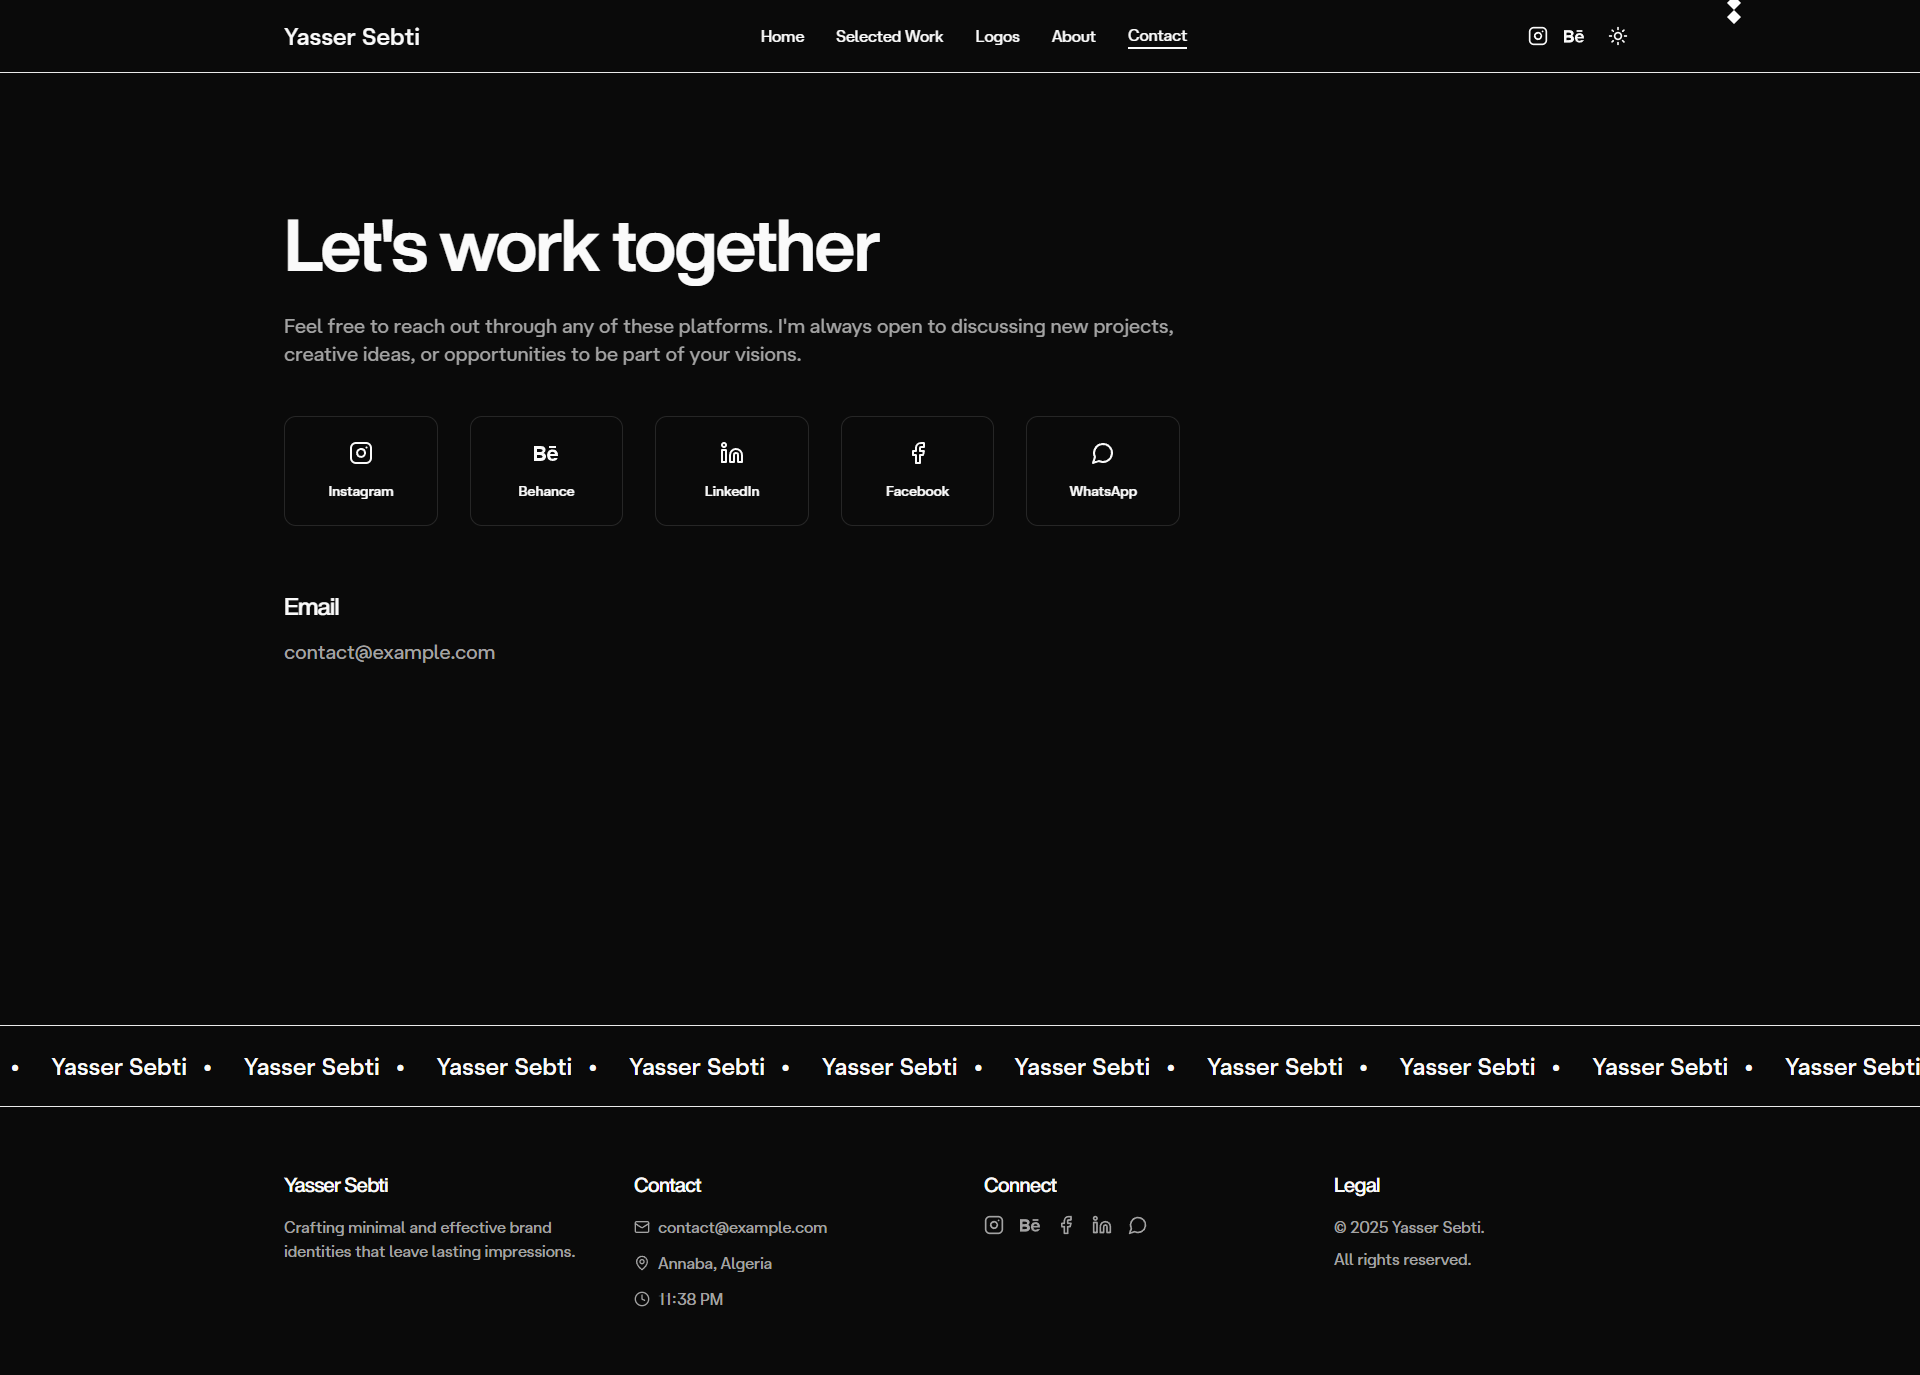 Yasser Sebti
Home Selected Work Logos About Contact
Bē
Let's work together
Feel free to reach out through any of these platforms. I'm always open to discussing new projects,
creative ideas, or opportunities to be part of your visions.
Instagram
Bē
Behance
LinkedIn
Facebook
WhatsApp
Email
contact@example.com
• Yasser Sebti • Yasser Sebti • Yasser Sebti • Yasser Sebti • Yasser Sebti • Yasser Sebti • Yasser Sebti • Yasser Sebti • Yasser Sebti • Yasser Sebti
Yasser Sebti
Crafting minimal and effective brand
identities that leave lasting impressions.
Contact
contact@example.com
Annaba, Algeria
11:38 PM
Connect
Bē
Legal
© 2025 Yasser Sebti.
All rights reserved.